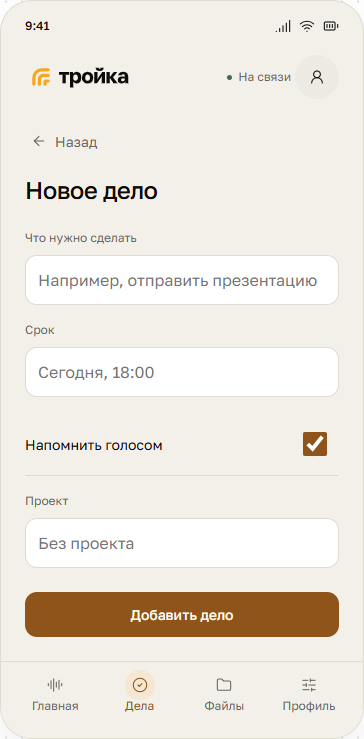 9:41
тройка
На связи
Назад
Новое дело
Что нужно сделать
Например, отправить презентацию
Срок
Сегодня, 18:00
Напомнить голосом
Проект
Без проекта
Добавить дело
Главная
Дела
Файлы
Профиль